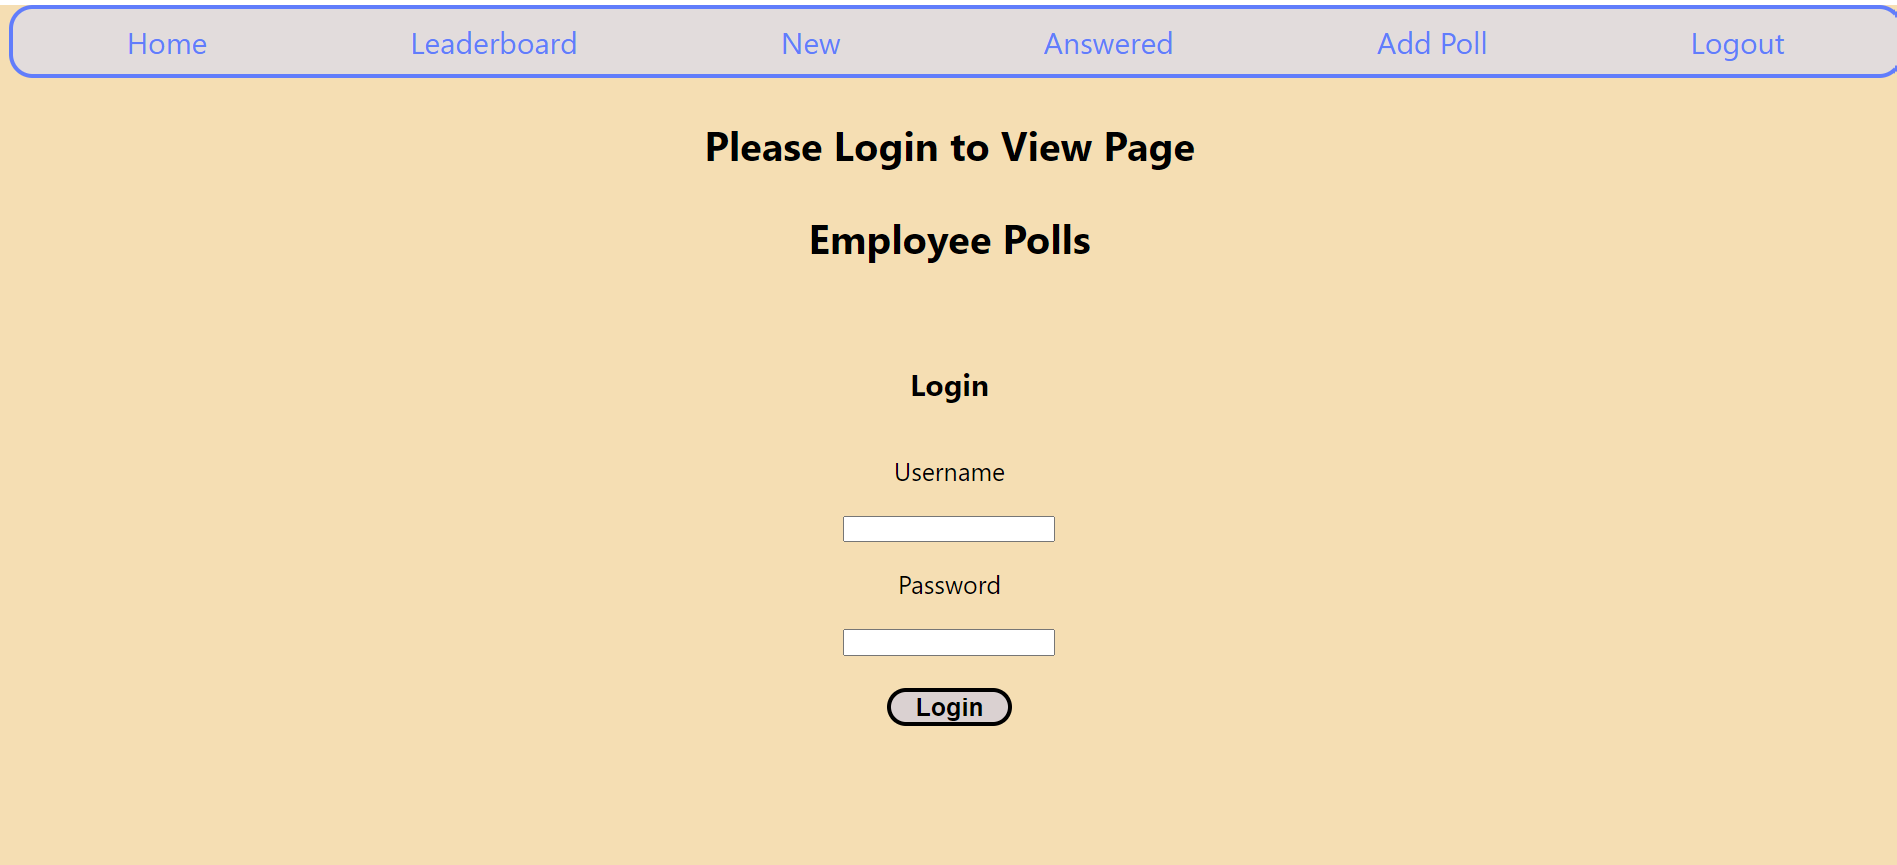 Home Leaderboard New Answered Add Poll Logout
Please Login to View Page
Employee Polls
Login
Username
Password
Login